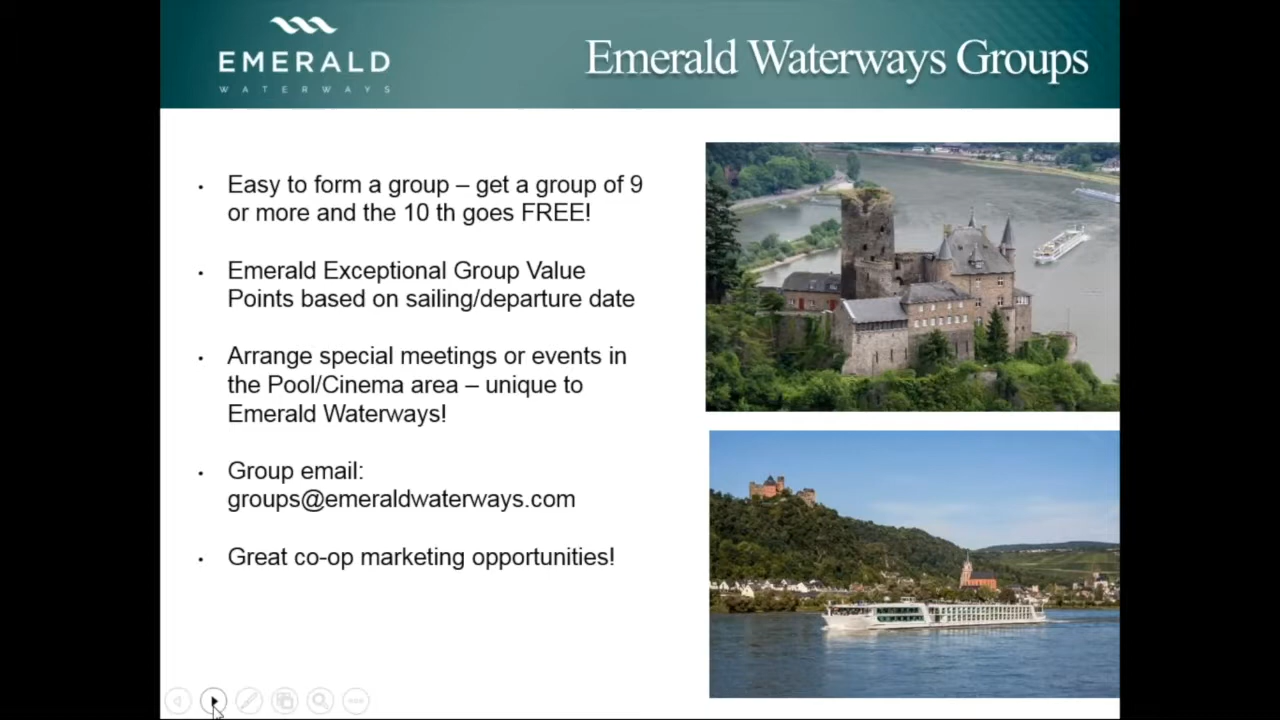 EMERALD
WATERWAYS
Emerald Waterways Groups
• Easy to form a group – get a group of 9
or more and the 10 th goes FREE!
• Emerald Exceptional Group Value
Points based on sailing/departure date
• Arrange special meetings or events in
the Pool/Cinema area – unique to
Emerald Waterways!
• Group email:
groups@emeraldwaterways.com
• Great co-op marketing opportunities!